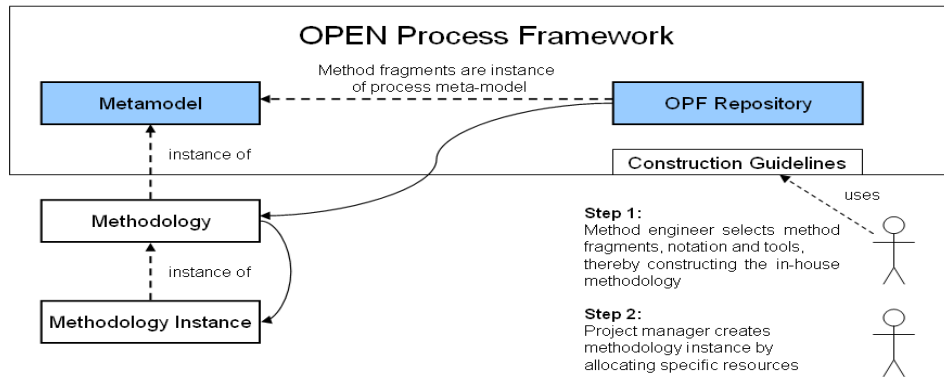 OPEN Process Framework
Method fragments are instance
of process meta-model
Metamodel
OPF Repository
instance of
Construction Guidelines
uses
Methodology
Step 1:
Method engineer selects method
fragments, notation and tools,
thereby constructing the in-house
methodology
instance of
Methodology Instance
Step 2:
Project manager creates
methodology instance by
allocating specific resources